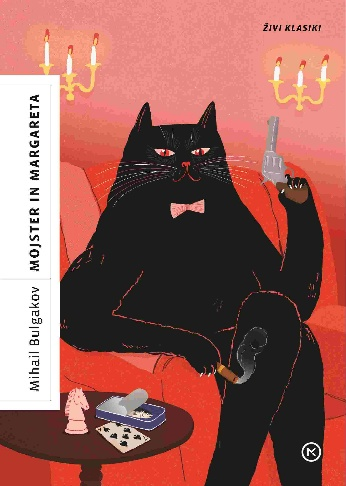 ŽIVI KLASIKI
MOJSTER IN MARGARETA
Mihail Bulgakov